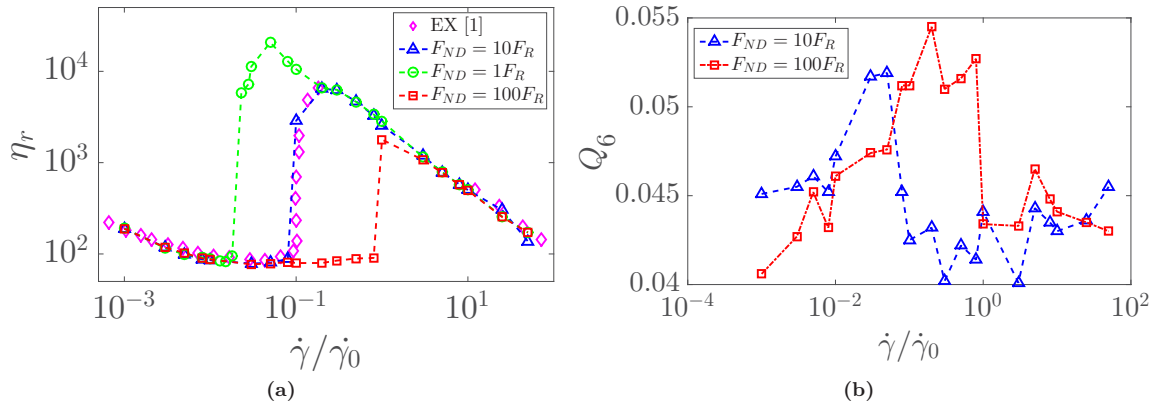 EX [1]
F_ND = 10F_R
F_ND = 1F_R
F_ND = 100F_R
η_r
10^4
10^3
10^2
10^-3
10^-1
10^1
γ̇/γ̇_0
(a)
F_ND = 10F_R
F_ND = 100F_R
Q_6
0.055
0.05
0.045
0.04
10^-4
10^-2
10^0
10^2
γ̇/γ̇_0
(b)